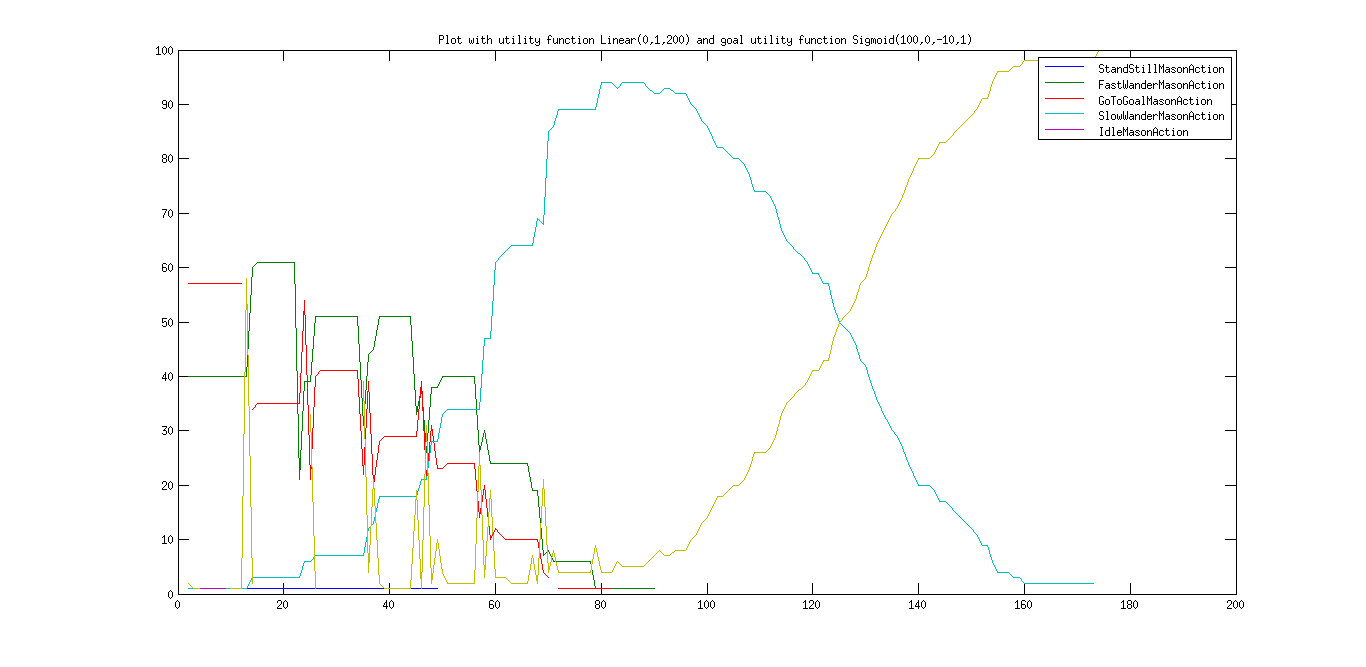 Plot with utility function Linear(0,1,200) and goal utility function Sigmoid(100,0,-10,1)
100
90
80
70
60
50
40
30
20
10
0
StandStillMasonAction
FastWanderMasonAction
GoToGoalMasonAction
SlowWanderMasonAction
IdleMasonAction
0 20 40 60 80 100 120 140 160 180 200